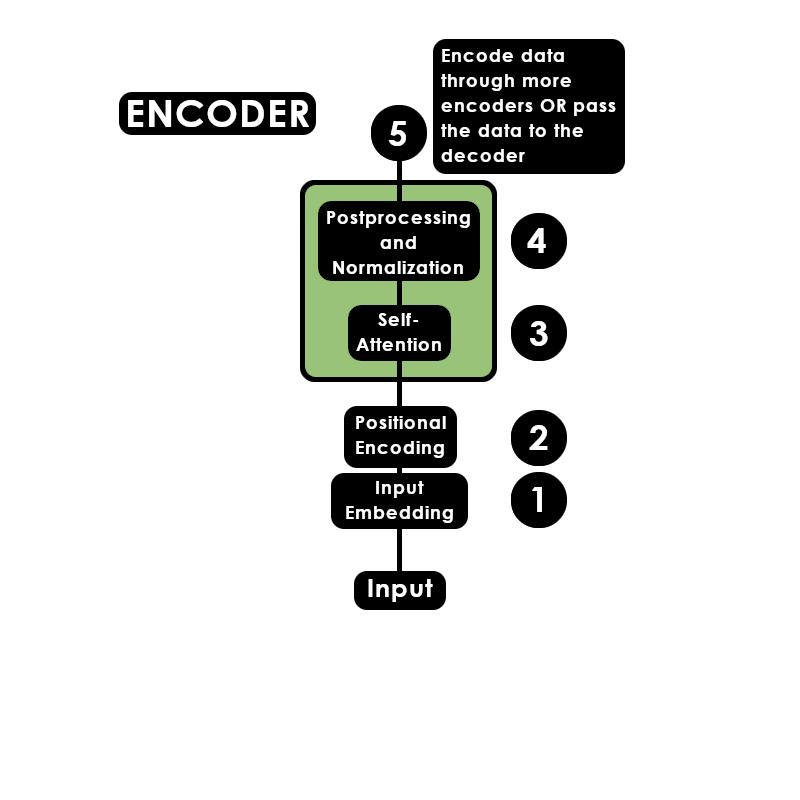 ENCODER
Encode data
through more
encoders OR pass
the data to the
decoder
5
Postprocessing
and
Normalization
4
Self-
Attention
3
Positional
Encoding
2
Input
Embedding
1
Input